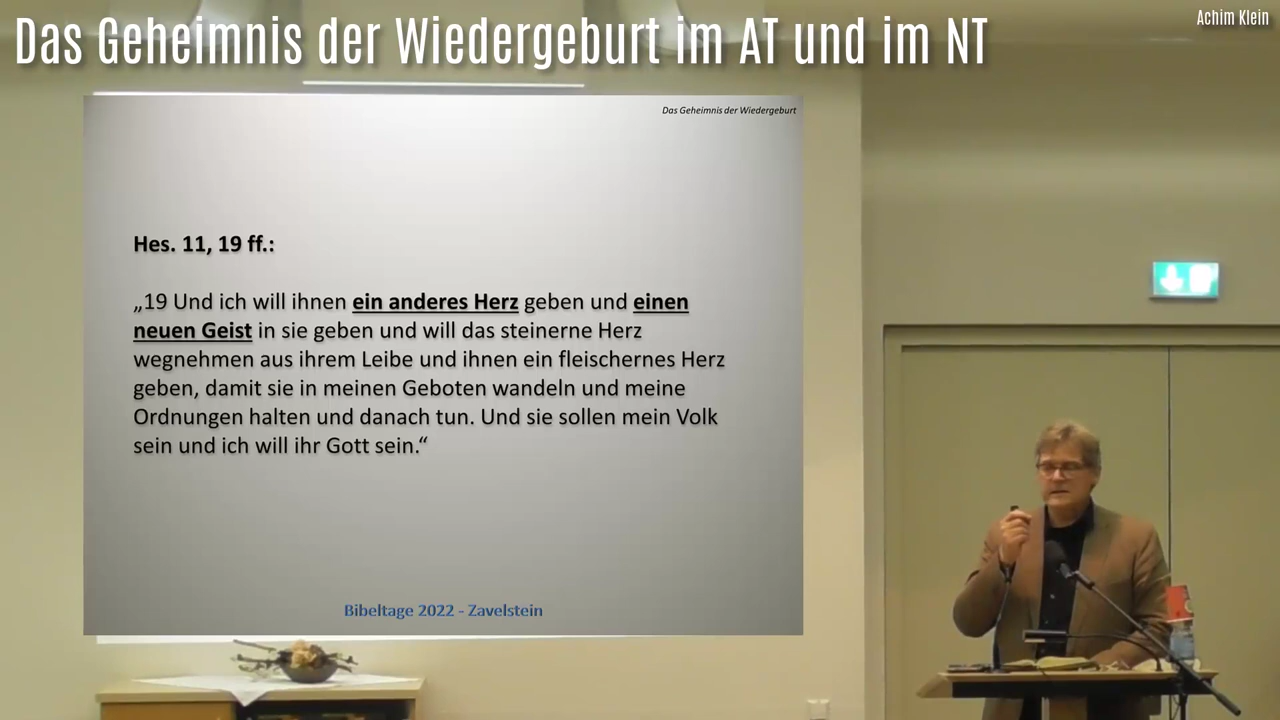 Das Geheimnis der Wiedergeburt im AT und im NT
Achim Klein
Das Geheimnis der Wiedergeburt
Hes. 11, 19 ff.:
„19 Und ich will ihnen ein anderes Herz geben und einen
neuen Geist in sie geben und will das steinerne Herz
wegnehmen aus ihrem Leibe und ihnen ein fleischernes Herz
geben, damit sie in meinen Geboten wandeln und meine
Ordnungen halten und danach tun. Und sie sollen mein Volk
sein und ich will ihr Gott sein.“
Bibeltage 2022 - Zavelstein